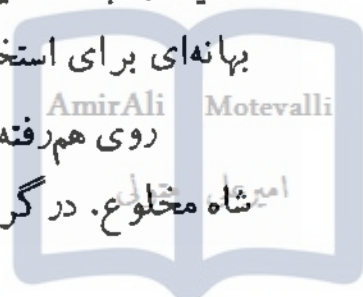 بهانه‌ای برای استخ
AmirAli Motevalli
روی هم‌رفته
امیرعلی متولی
شاه مخلوع. در گر